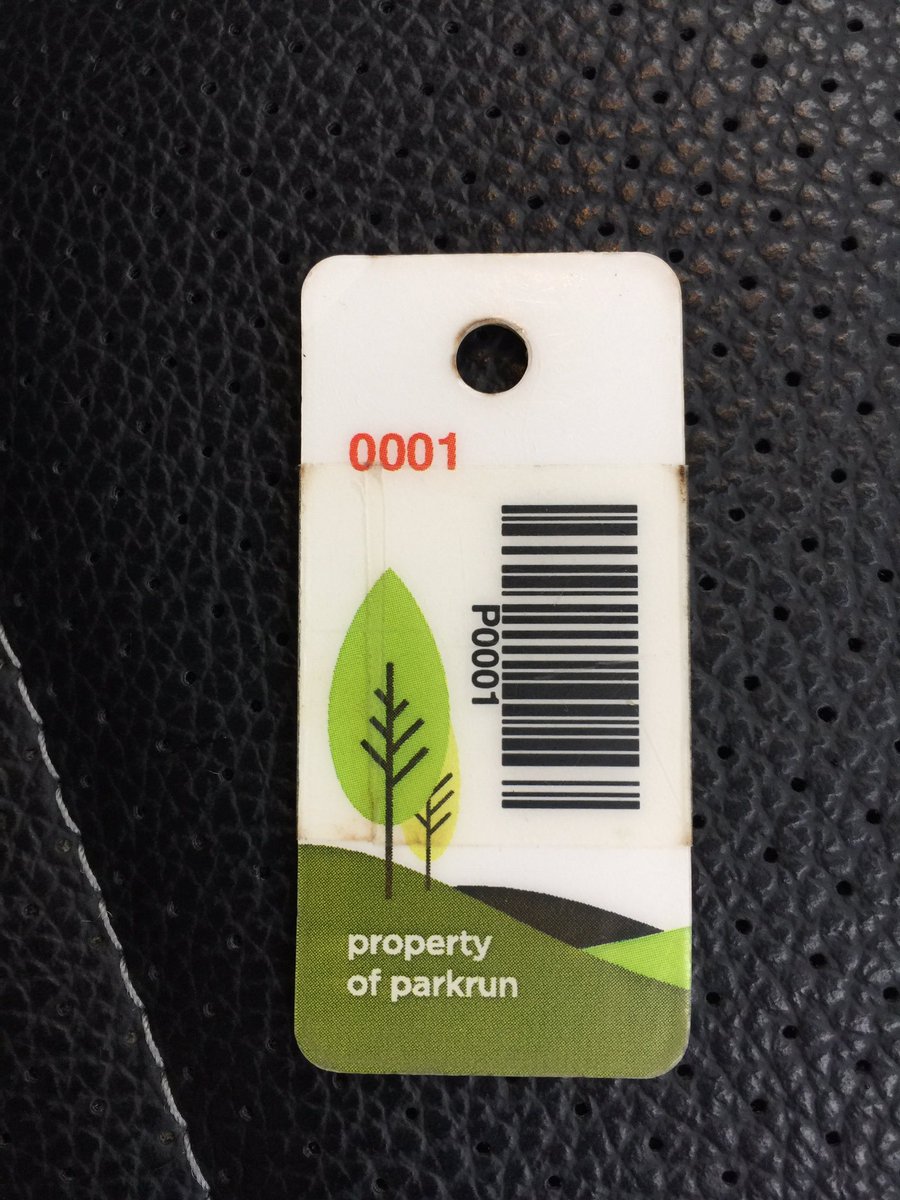 0001
P0001
property
of parkrun